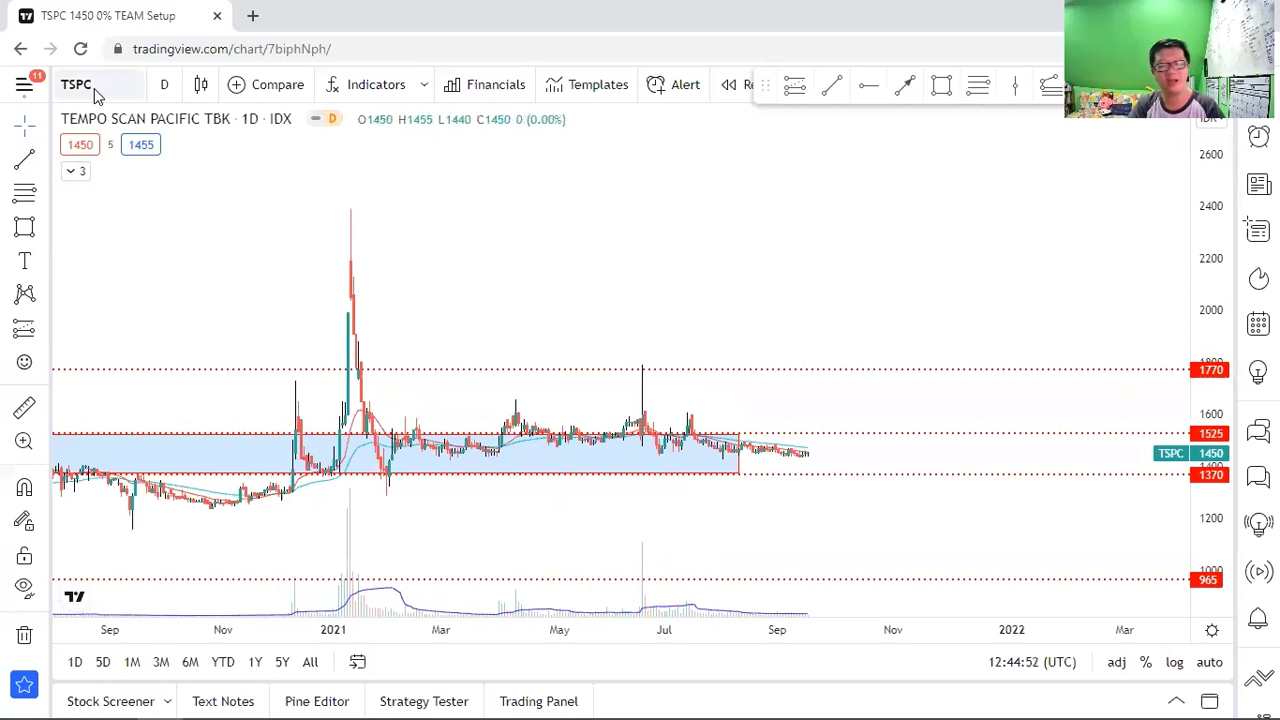 TSPC 1450 0% TEAM Setup
tradingview.com/chart/7biphNph/
11
TSPC
D
Compare
Indicators
Financials
Templates
Alert
Re
TEMPO SCAN PACIFIC TBK · 1D · IDX
D
O1450 H1455 L1440 C1450 0 (0.00%)
1450
5
1455
3
2600
2400
2200
2000
1770
1600
1525
TSPC 1450
1370
1200
965
Sep
Nov
2021
Mar
May
Jul
Sep
Nov
2022
Mar
1D
5D
1M
3M
6M
YTD
1Y
5Y
All
12:44:52 (UTC)
adj
%
log
auto
Stock Screener
Text Notes
Pine Editor
Strategy Tester
Trading Panel